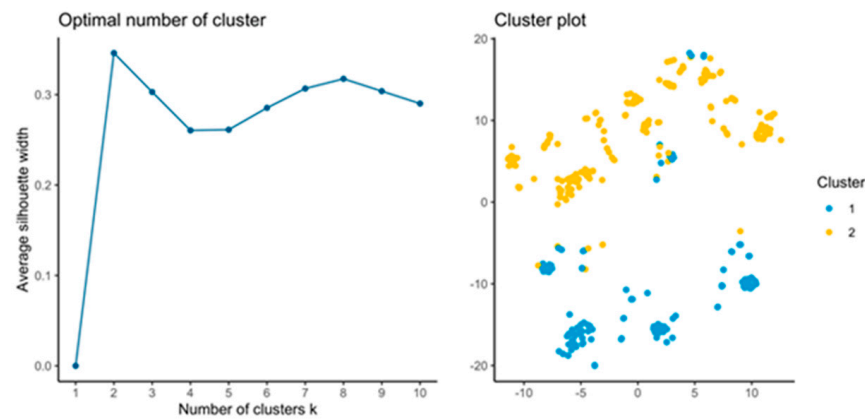 Optimal number of cluster
Average silhouette width
0.3
0.2
0.1
0.0
1 2 3 4 5 6 7 8 9 10
Number of clusters k
Cluster plot
20
10
0
-10
-20
-10 -5 0 5 10
Cluster
1
2